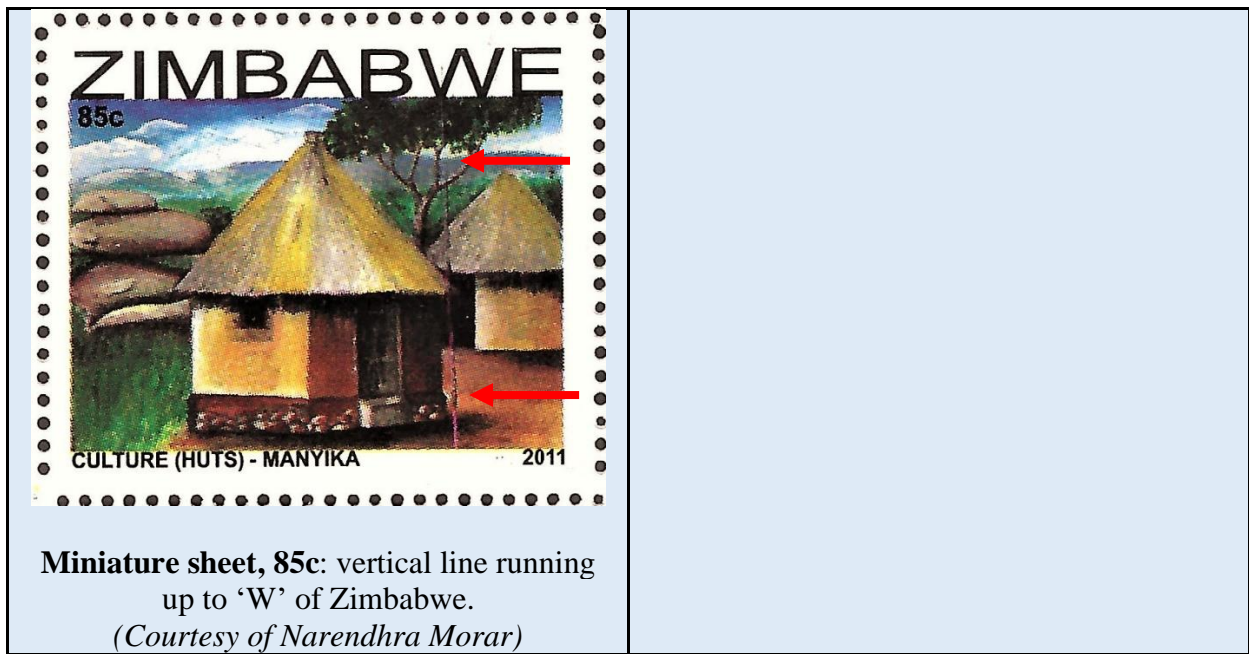 ZIMBABWE
85c
CULTURE (HUTS) - MANYIKA 2011
Miniature sheet, 85c: vertical line running
up to ‘W’ of Zimbabwe.
(Courtesy of Narendhra Morar)